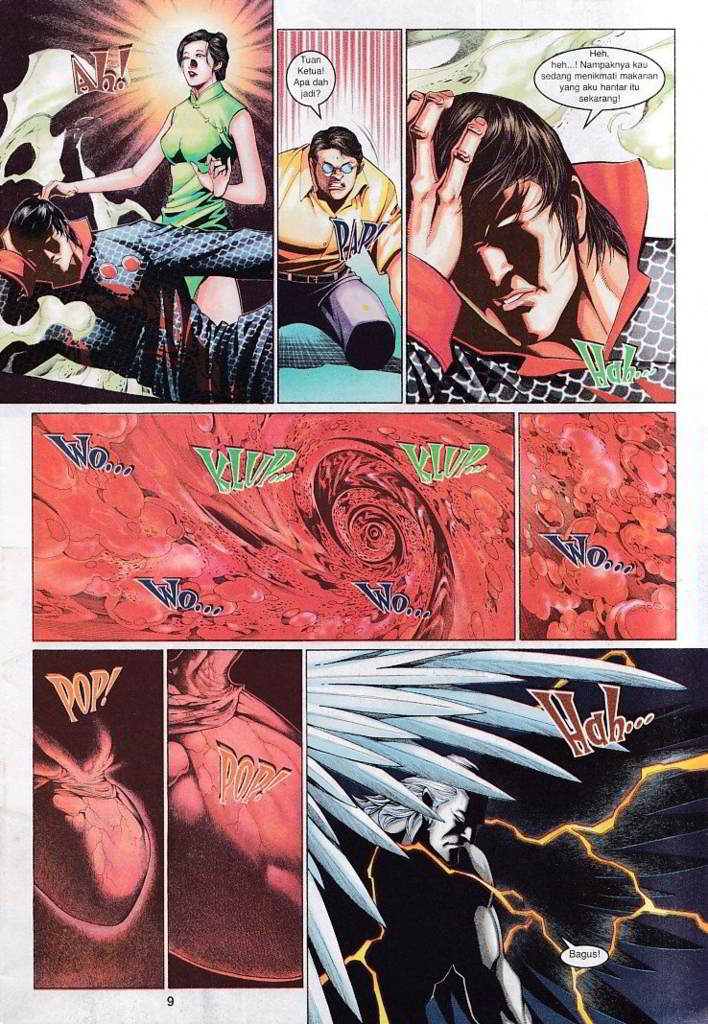 AH!
Tuan
Ketua!
Apa dah
jadi?
PAP!
Heh,
heh...! Nampaknya kau
sedang menikmati makanan
yang aku hantar itu
sekarang!
Hah...
WO...
KLUP...
KLUP...
WO...
WO...
WO...
POP!
POP!
Hah...
Bagus!
9